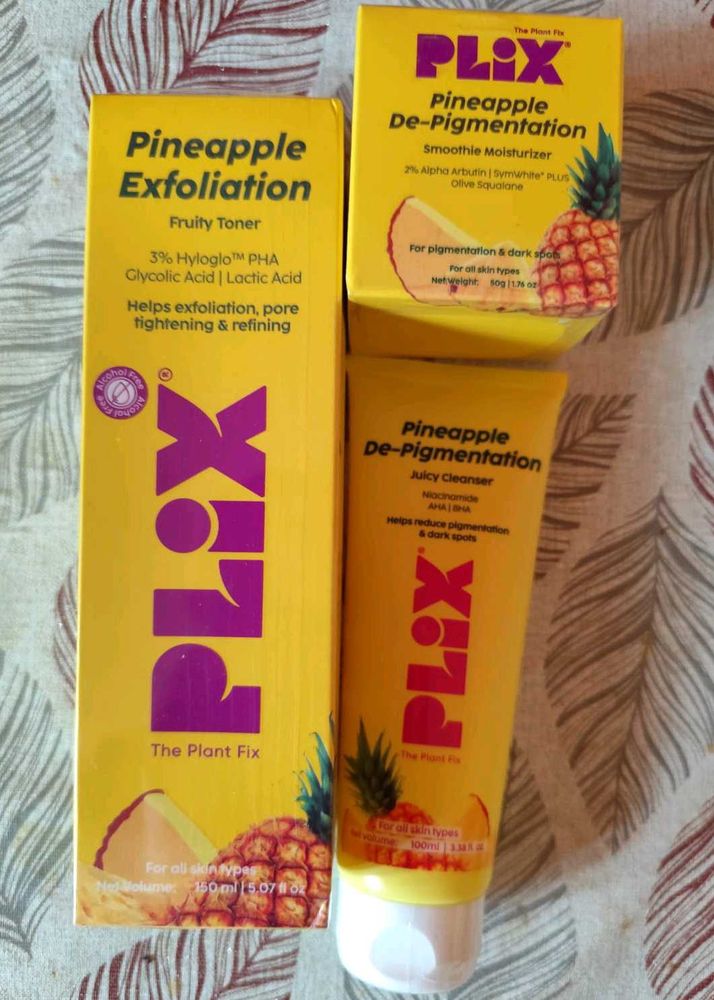 Pineapple
Exfoliation
Fruity Toner
3% Hyloglo™ PHA
Glycolic Acid | Lactic Acid
Helps exfoliation, pore
tightening & refining
Alcohol Free Alcohol Free
PLiX®
The Plant Fix
For all skin types
Net Volume: 150 ml | 5.07 fl oz
The Plant Fix
PLiX®
Pineapple
De-Pigmentation
Smoothie Moisturizer
2% Alpha Arbutin | SymWhite® PLUS
Olive Squalane
For pigmentation & dark spots
For all skin types
Net Weight: 50g | 1.76 oz
Pineapple
De-Pigmentation
Juicy Cleanser
Niacinamide
AHA | BHA
Helps reduce pigmentation
& dark spots
PLiX®
The Plant Fix
For all skin types
Net Volume: 100ml | 3.38 fl oz